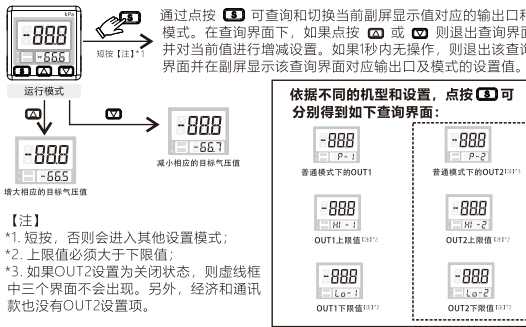 通过点按 S 可查询和切换当前副屏显示值对应的输出口和
模式。在查询界面下，如果点按 △ 或 ▽ 则退出查询界面
并对当前值进行增减设置。如果1秒内无操作，则退出该查询
界面并在副屏显示该查询界面对应输出口及模式的设置值。
kPa
-888
-666
S
短按【注】*1
运行模式
-888
-665
增大相应的目标气压值
-888
-667
减小相应的目标气压值
依据不同的机型和设置，点按 S 可
分别得到如下查询界面：
-888
P-1
普通模式下的OUT1
-888
P-2
普通模式下的OUT2【注】*3
-888
HI-1
OUT1上限值【注】*2
-888
HI-2
OUT2上限值【注】*2
-888
Lo-1
OUT1下限值【注】*2
-888
Lo-2
OUT2下限值【注】*2
【注】
*1. 短按，否则会进入其他设置模式；
*2. 上限值必须大于下限值；
*3. 如果OUT2设置为关闭状态，则虚线框
中三个界面不会出现。另外，经济和通讯
款也没有OUT2设置项。